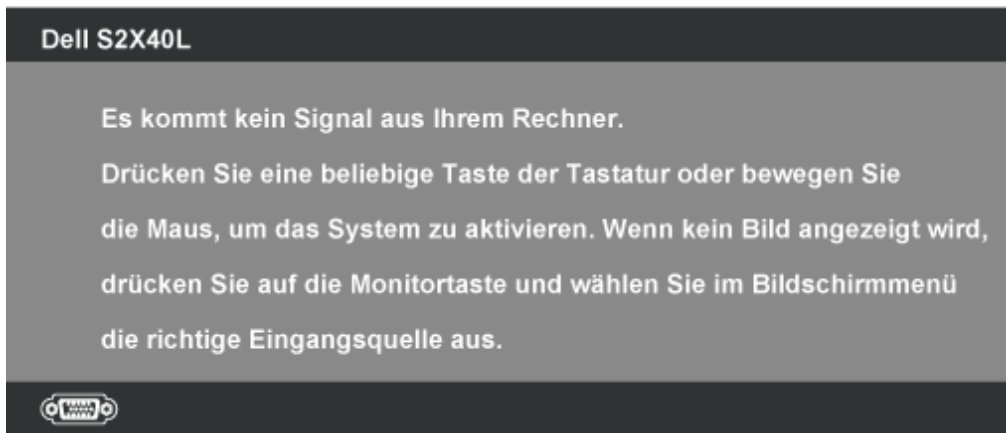 Dell S2X40L
Es kommt kein Signal aus Ihrem Rechner.
Drücken Sie eine beliebige Taste der Tastatur oder bewegen Sie
die Maus, um das System zu aktivieren. Wenn kein Bild angezeigt wird,
drücken Sie auf die Monitortaste und wählen Sie im Bildschirmmenü
die richtige Eingangsquelle aus.